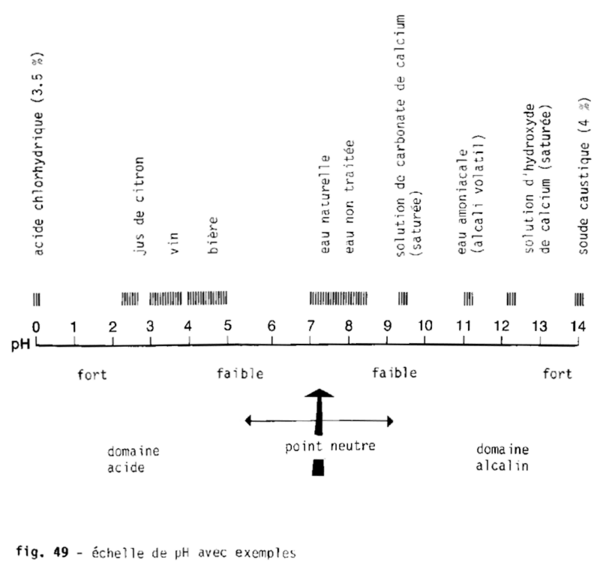 acide chlorhydrique (3.5 %)
jus de citron
vin
bière
eau naturelle
eau non traitée
solution de carbonate de calcium
(saturée)
eau amoniacale
(alcali volatil)
solution d'hydroxyde
de calcium (saturée)
soude caustique (4 %)
pH 0 1 2 3 4 5 6 7 8 9 10 11 12 13 14
fort faible faible fort
point neutre
domaine
acide
domaine
alcalin
fig. 49 - échelle de pH avec exemples